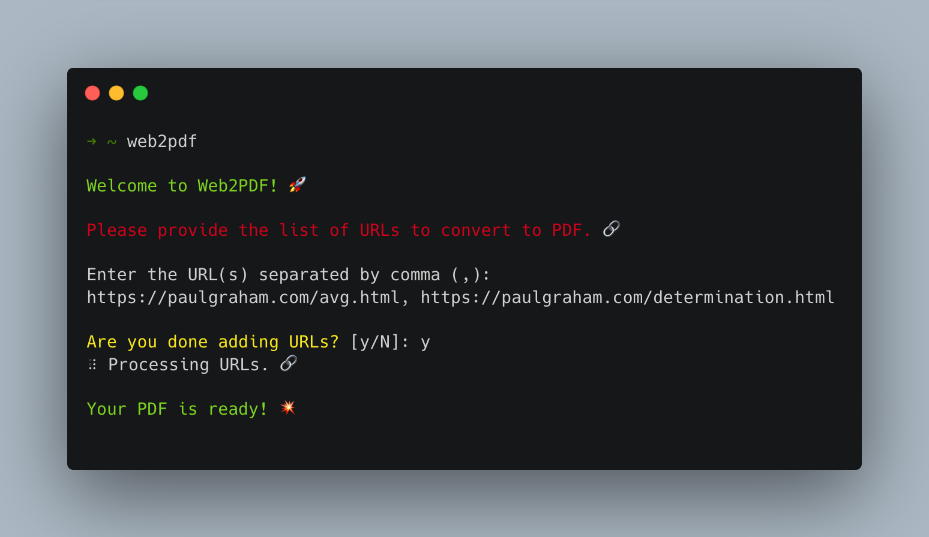 ➜ ~ web2pdf
Welcome to Web2PDF! 🚀
Please provide the list of URLs to convert to PDF. 🔗
Enter the URL(s) separated by comma (,):
https://paulgraham.com/avg.html, https://paulgraham.com/determination.html
Are you done adding URLs? [y/N]: y
⠽ Processing URLs. 🔗
Your PDF is ready! 💥